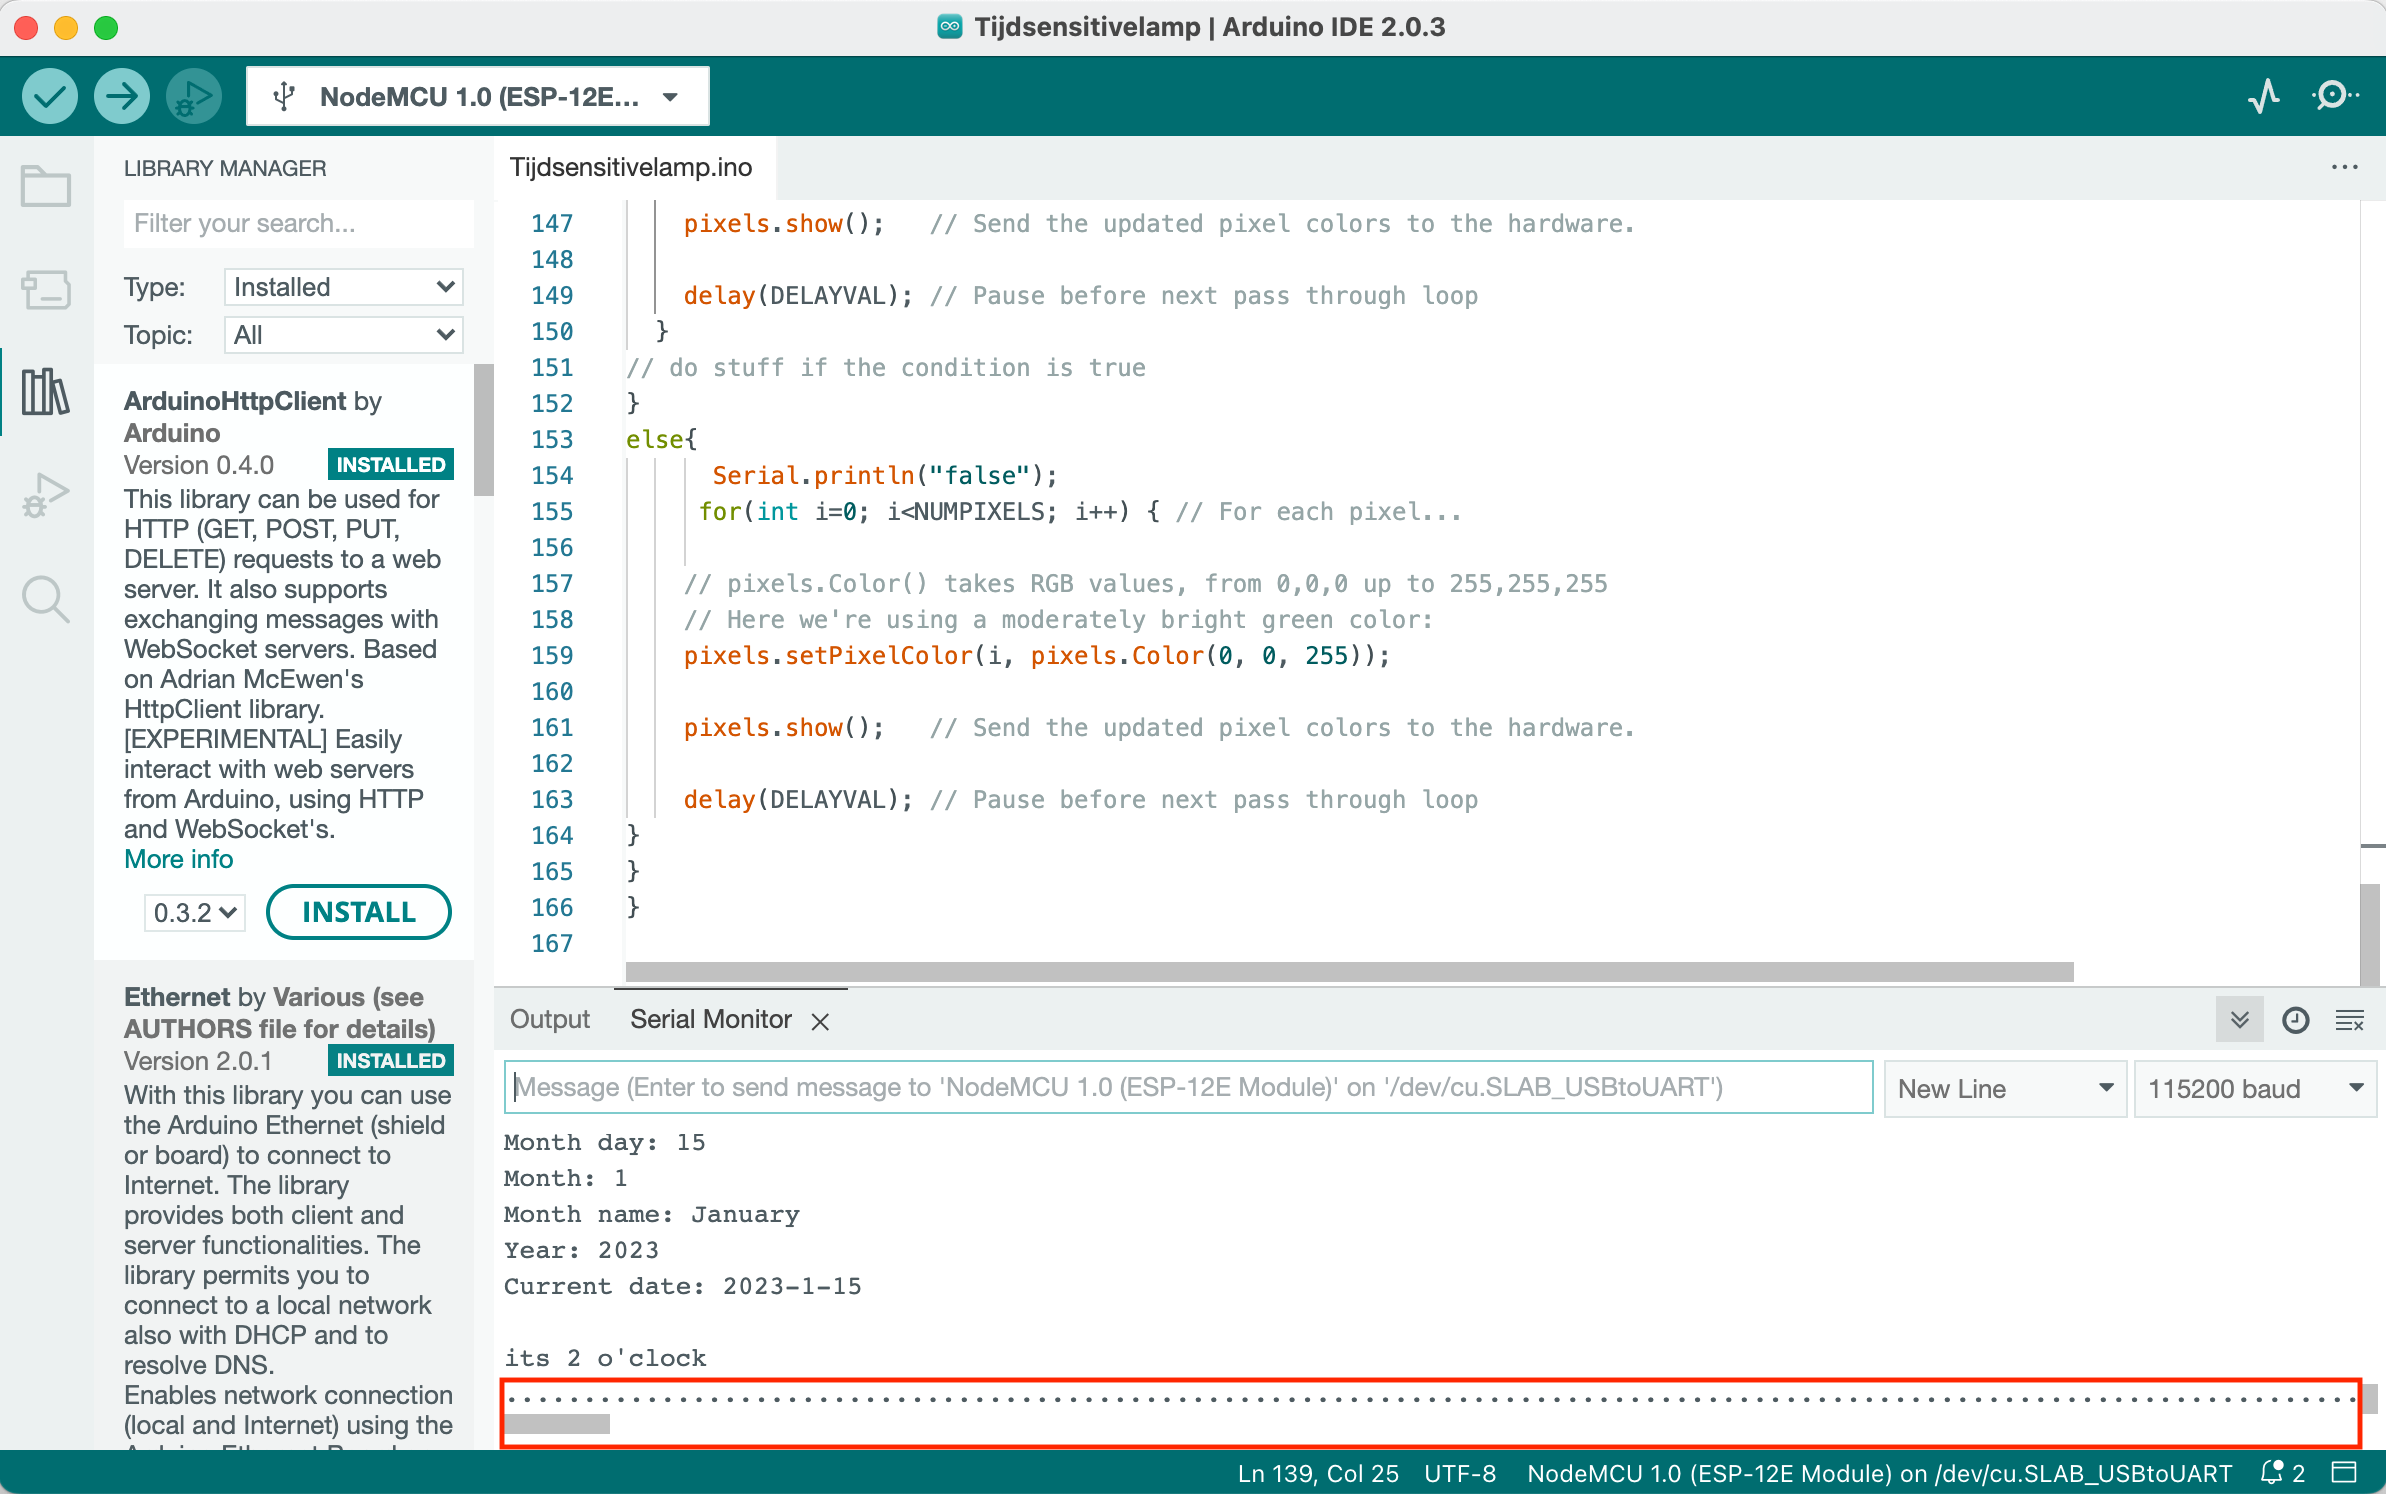 Tijdsensitivelamp | Arduino IDE 2.0.3
NodeMCU 1.0 (ESP-12E...
LIBRARY MANAGER
Filter your search...
Type: Installed
Topic: All
ArduinoHttpClient by
Arduino
Version 0.4.0 INSTALLED
This library can be used for
HTTP (GET, POST, PUT,
DELETE) requests to a web
server. It also supports
exchanging messages with
WebSocket servers. Based
on Adrian McEwen's
HttpClient library.
[EXPERIMENTAL] Easily
interact with web servers
from Arduino, using HTTP
and WebSocket's.
More info
0.3.2 INSTALL
Ethernet by Various (see
AUTHORS file for details)
Version 2.0.1 INSTALLED
With this library you can use
the Arduino Ethernet (shield
or board) to connect to
Internet. The library
provides both client and
server functionalities. The
library permits you to
connect to a local network
also with DHCP and to
resolve DNS.
Enables network connection
(local and Internet) using the
Tijdsensitivelamp.ino
147 pixels.show();   // Send the updated pixel colors to the hardware.
148
149 delay(DELAYVAL); // Pause before next pass through loop
150 }
151 // do stuff if the condition is true
152 }
153 else{
154 Serial.println("false");
155 for(int i=0; i<NUMPIXELS; i++) { // For each pixel...
156
157 // pixels.Color() takes RGB values, from 0,0,0 up to 255,255,255
158 // Here we're using a moderately bright green color:
159 pixels.setPixelColor(i, pixels.Color(0, 0, 255));
160
161 pixels.show();   // Send the updated pixel colors to the hardware.
162
163 delay(DELAYVAL); // Pause before next pass through loop
164 }
165 }
166 }
167
Output Serial Monitor
Message (Enter to send message to 'NodeMCU 1.0 (ESP-12E Module)' on '/dev/cu.SLAB_USBtoUART')
New Line
115200 baud
Month day: 15
Month: 1
Month name: January
Year: 2023
Current date: 2023-1-15
its 2 o'clock
.......................................................................................................................
Ln 139, Col 25 UTF-8 NodeMCU 1.0 (ESP-12E Module) on /dev/cu.SLAB_USBtoUART 2